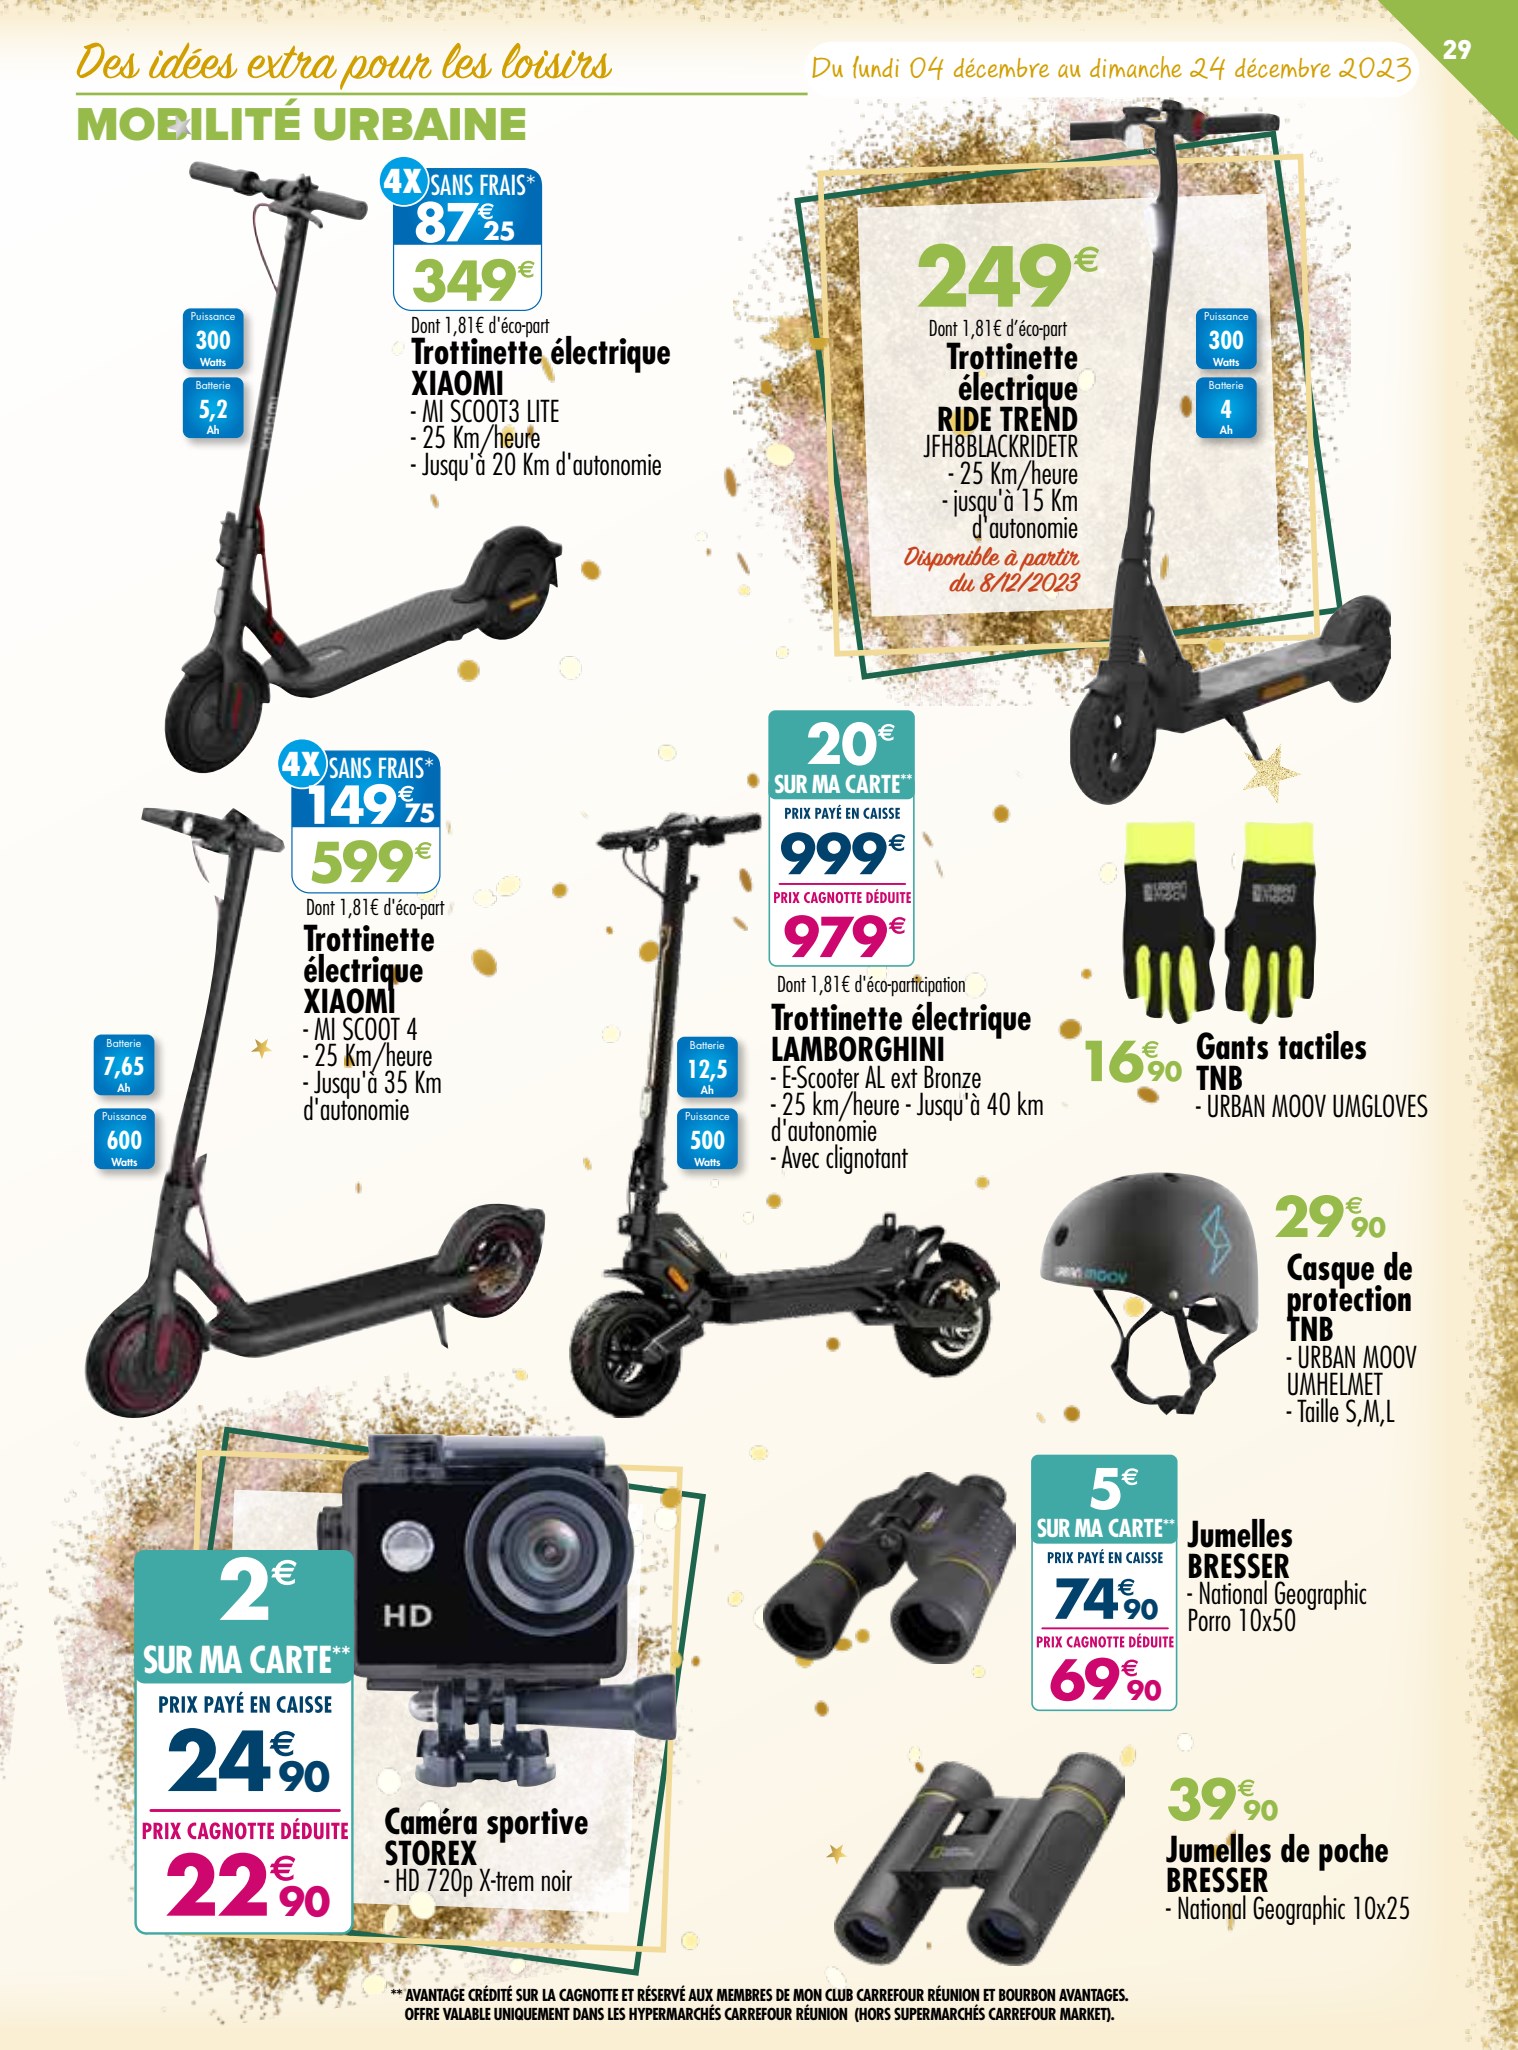 Des idées extra pour les loisirs
Du lundi 04 décembre au dimanche 24 décembre 2023
29
MOBILITÉ URBAINE
4X SANS FRAIS*
87€25
349€
Dont 1,81€ d'éco-part
Trottinette électrique
XIAOMI
- MI SCOOT3 LITE
- 25 Km/heure
- Jusqu'à 20 Km d'autonomie
Puissance
300
Watts
Batterie
5,2
Ah
XIAOMI
249€
Dont 1,81€ d’éco-part
Trottinette
électrique
RIDE TREND
JFH8BLACKRIDETR
- 25 Km/heure
- jusqu'à 15 Km
d'autonomie
Disponible à partir
du 8/12/2023
Puissance
300
Watts
Batterie
4
Ah
4X SANS FRAIS*
149€75
599€
Dont 1,81€ d'éco-part
Trottinette
électrique
XIAOMI
- MI SCOOT 4
- 25 Km/heure
- Jusqu'à 35 Km
d'autonomie
Batterie
7,65
Ah
Puissance
600
Watts
20€
SUR MA CARTE**
PRIX PAYÉ EN CAISSE
999€
PRIX CAGNOTTE DÉDUITE
979€
Dont 1,81€ d'éco-participation
Trottinette électrique
LAMBORGHINI
- E-Scooter AL ext Bronze
- 25 km/heure - Jusqu'à 40 km
d'autonomie
- Avec clignotant
Batterie
12,5
Ah
Puissance
500
Watts
URBAN
MOOV
URBAN
MOOV
16€90
Gants tactiles
TNB
- URBAN MOOV UMGLOVES
URBAN MOOV
29€90
Casque de
protection
TNB
- URBAN MOOV
UMHELMET
- Taille S,M,L
HD
2€
SUR MA CARTE**
PRIX PAYÉ EN CAISSE
24€90
PRIX CAGNOTTE DÉDUITE
22€90
Caméra sportive
STOREX
- HD 720p X-trem noir
5€
SUR MA CARTE**
PRIX PAYÉ EN CAISSE
74€90
PRIX CAGNOTTE DÉDUITE
69€90
Jumelles
BRESSER
- National Geographic
Porro 10x50
39€90
Jumelles de poche
BRESSER
- National Geographic 10x25
** AVANTAGE CRÉDITÉ SUR LA CAGNOTTE ET RÉSERVÉ AUX MEMBRES DE MON CLUB CARREFOUR RÉUNION ET BOURBON AVANTAGES.
OFFRE VALABLE UNIQUEMENT DANS LES HYPERMARCHÉS CARREFOUR RÉUNION (HORS SUPERMARCHÉS CARREFOUR MARKET).